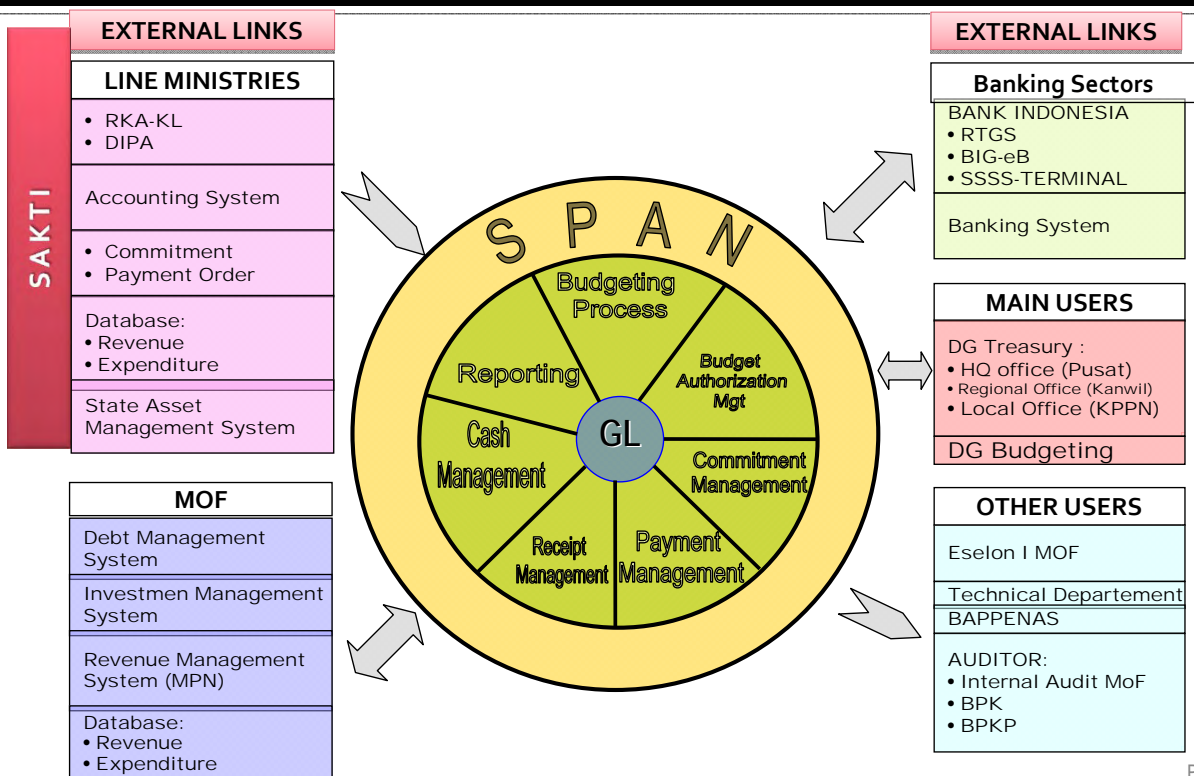 EXTERNAL LINKS
SAKTI
LINE MINISTRIES
• RKA-KL
• DIPA
Accounting System
• Commitment
• Payment Order
Database:
• Revenue
• Expenditure
State Asset
Management System
MOF
Debt Management
System
Investmen Management
System
Revenue Management
System (MPN)
Database:
• Revenue
• Expenditure
SPAN
Budgeting
Process
Budget
Authorization
Mgt
Commitment
Management
Payment
Management
Receipt
Management
Cash
Management
Reporting
GL
EXTERNAL LINKS
Banking Sectors
BANK INDONESIA
• RTGS
• BIG-eB
• SSSS-TERMINAL
Banking System
MAIN USERS
DG Treasury :
• HQ office (Pusat)
• Regional Office (Kanwil)
• Local Office (KPPN)
DG Budgeting
OTHER USERS
Eselon I MOF
Technical Departement
BAPPENAS
AUDITOR:
• Internal Audit MoF
• BPK
• BPKP